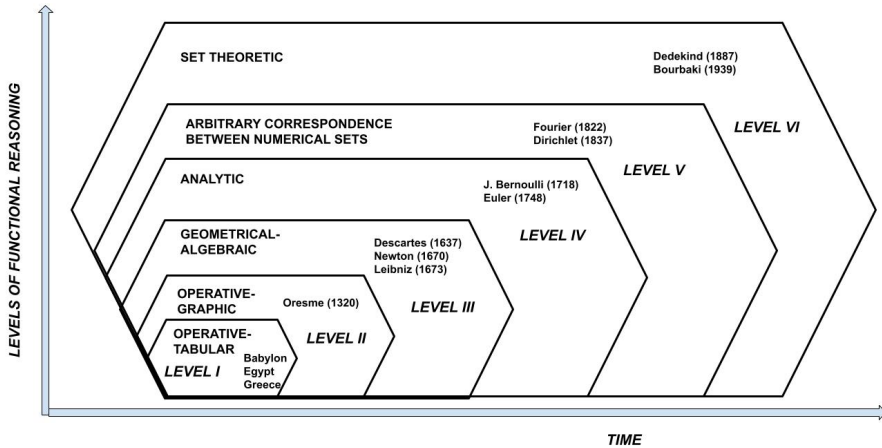 LEVELS OF FUNCTIONAL REASONING
SET THEORETIC
Dedekind (1887)
Bourbaki (1939)
LEVEL VI
ARBITRARY CORRESPONDENCE
BETWEEN NUMERICAL SETS
Fourier (1822)
Dirichlet (1837)
LEVEL V
ANALYTIC
J. Bernoulli (1718)
Euler (1748)
LEVEL IV
GEOMETRICAL-
ALGEBRAIC
Descartes (1637)
Newton (1670)
Leibniz (1673)
LEVEL III
OPERATIVE-
GRAPHIC
Oresme (1320)
LEVEL II
OPERATIVE-
TABULAR
LEVEL I
Babylon
Egypt
Greece
TIME